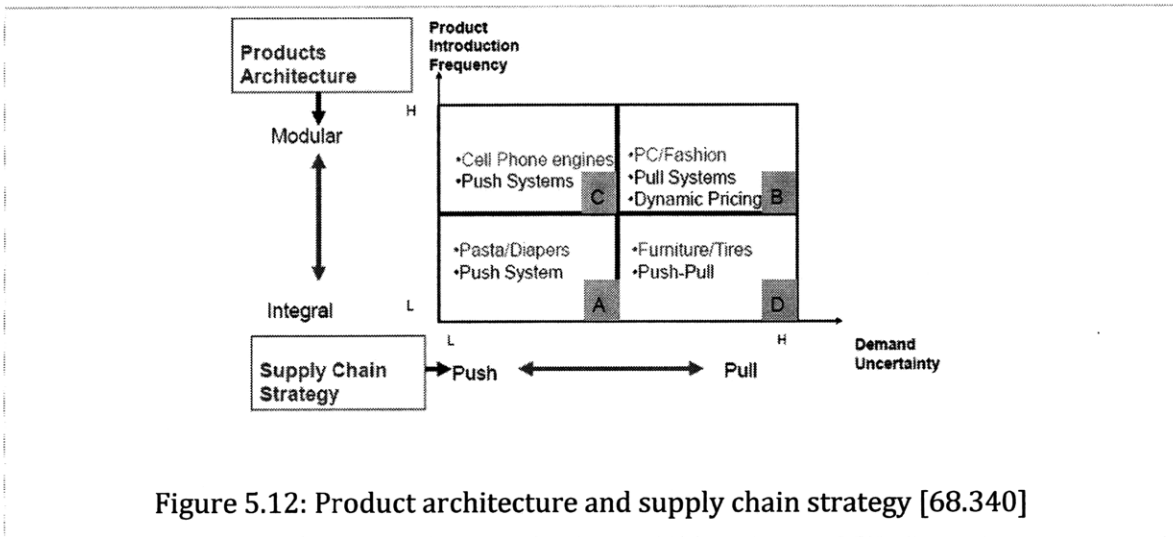 Product
Introduction
Frequency
Products
Architecture
H
Modular
•Cell Phone engines
•Push Systems
C
•PC/Fashion
•Pull Systems
•Dynamic Pricing
B
•Pasta/Diapers
•Push System
A
•Furniture/Tires
•Push-Pull
D
Integral
L
L
H
Demand
Uncertainty
Supply Chain
Strategy
Push
Pull
Figure 5.12: Product architecture and supply chain strategy [68.340]